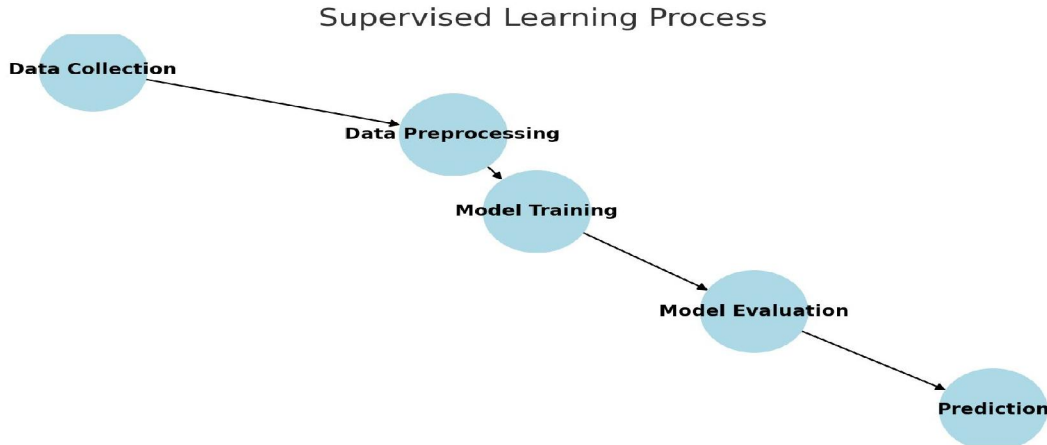 Supervised Learning Process
Data Collection
Data Preprocessing
Model Training
Model Evaluation
Prediction